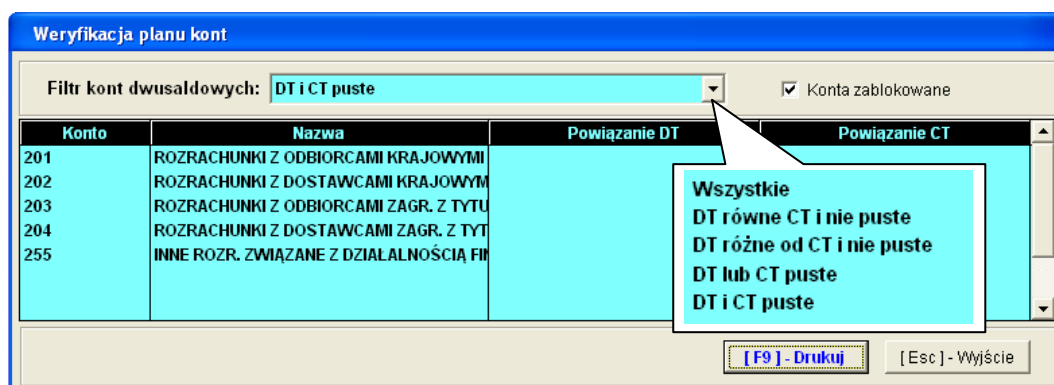 Weryfikacja planu kont
Filtr kont dwusaldowych: DT i CT puste Konta zablokowane
Konto Nazwa Powiązanie DT Powiązanie CT
201 ROZRACHUNKI Z ODBIORCAMI KRAJOWYMI
202 ROZRACHUNKI Z DOSTAWCAMI KRAJOWYM
203 ROZRACHUNKI Z ODBIORCAMI ZAGR. Z TYTU
204 ROZRACHUNKI Z DOSTAWCAMI ZAGR. Z TYT
255 INNE ROZR. ZWIĄZANE Z DZIAŁALNOŚCIĄ FIN
Wszystkie
DT równe CT i nie puste
DT różne od CT i nie puste
DT lub CT puste
DT i CT puste
[ F9 ] - Drukuj [ Esc ] - Wyjście